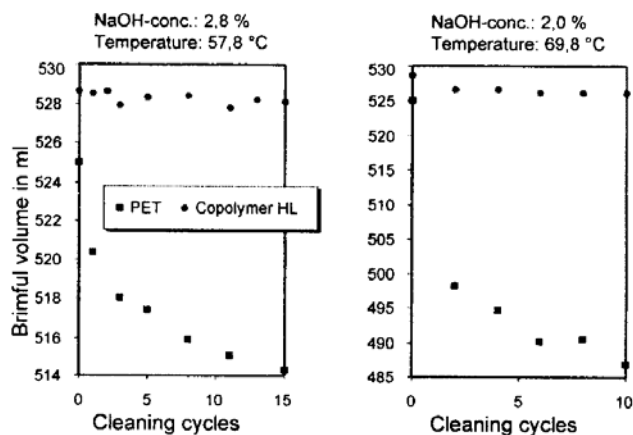 NaOH-conc.: 2,8 %
Temperature: 57,8 °C
Brimful volume in ml
530
528
526
524
522
520
518
516
514
PET
Copolymer HL
0
5
10
15
Cleaning cycles
NaOH-conc.: 2,0 %
Temperature: 69,8 °C
530
525
520
515
510
505
500
495
490
485
0
5
10
Cleaning cycles